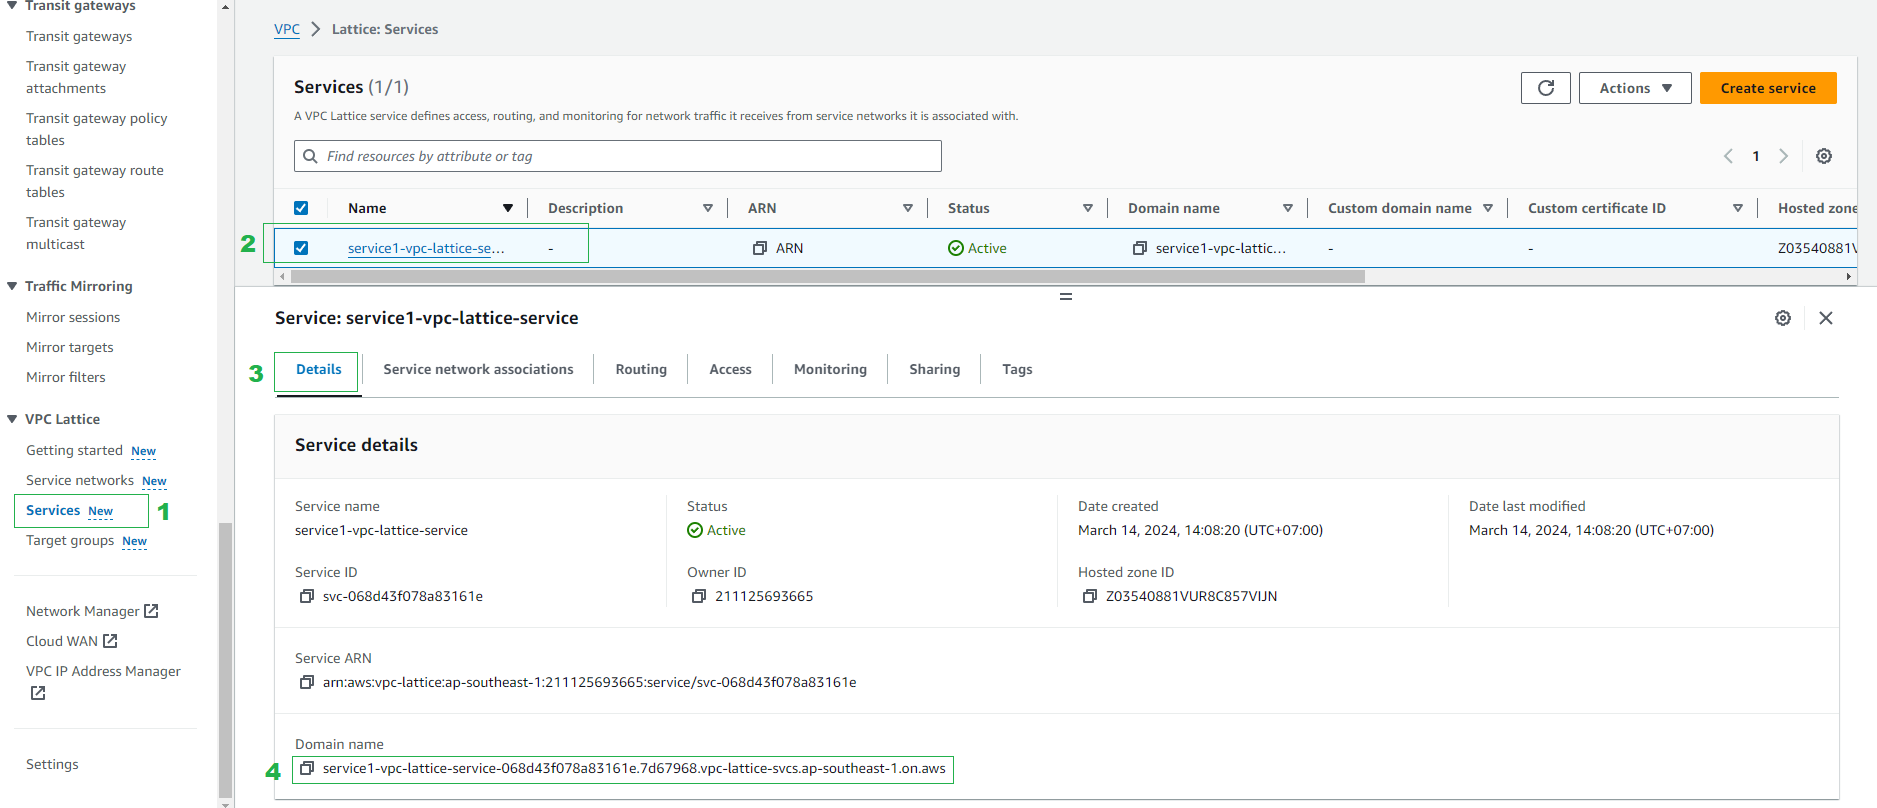 Transit gateways
Transit gateways
Transit gateway
attachments
Transit gateway policy
tables
Transit gateway route
tables
Transit gateway
multicast
Traffic Mirroring
Mirror sessions
Mirror targets
Mirror filters
VPC Lattice
Getting started New
Service networks New
Services New 1
Target groups New
Network Manager
Cloud WAN
VPC IP Address Manager
Settings
VPC > Lattice: Services
Services (1/1)
Actions
Create service
A VPC Lattice service defines access, routing, and monitoring for network traffic it receives from service networks it is associated with.
Find resources by attribute or tag
1
Name Description ARN Status Domain name Custom domain name Custom certificate ID Hosted zone
2 service1-vpc-lattice-se... - ARN Active service1-vpc-lattic... - - Z03540881V
Service: service1-vpc-lattice-service
3 Details Service network associations Routing Access Monitoring Sharing Tags
Service details
Service name
service1-vpc-lattice-service
Status
Active
Date created
March 14, 2024, 14:08:20 (UTC+07:00)
Date last modified
March 14, 2024, 14:08:20 (UTC+07:00)
Service ID
svc-068d43f078a83161e
Owner ID
211125693665
Hosted zone ID
Z03540881VUR8C857VIJN
Service ARN
arn:aws:vpc-lattice:ap-southeast-1:211125693665:service/svc-068d43f078a83161e
Domain name
4 service1-vpc-lattice-service-068d43f078a83161e.7d67968.vpc-lattice-svcs.ap-southeast-1.on.aws